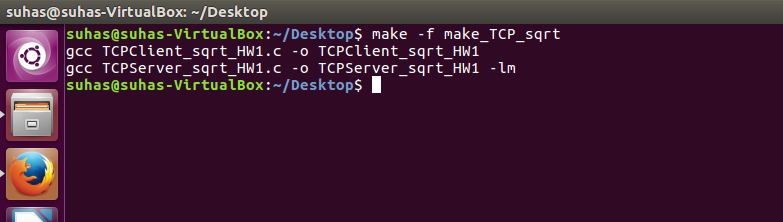 suhas@suhas-VirtualBox: ~/Desktop
suhas@suhas-VirtualBox:~/Desktop$ make -f make_TCP_sqrt
gcc TCPClient_sqrt_HW1.c -o TCPClient_sqrt_HW1
gcc TCPServer_sqrt_HW1.c -o TCPServer_sqrt_HW1 -lm
suhas@suhas-VirtualBox:~/Desktop$